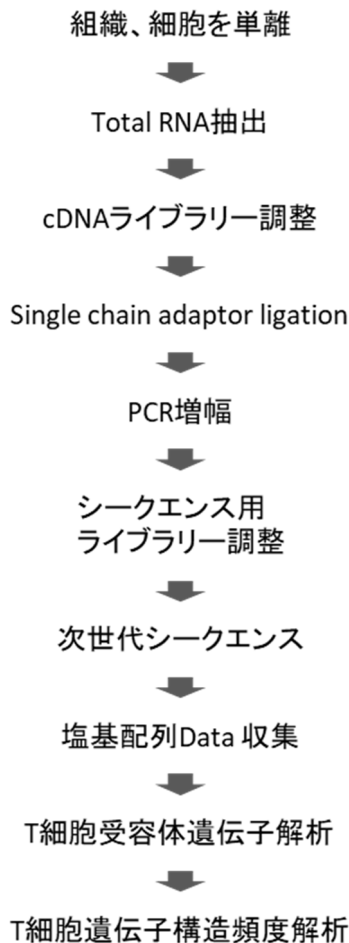 組織、細胞を単離
Total RNA抽出
cDNAライブラリー調整
Single chain adaptor ligation
PCR増幅
シークエンス用
ライブラリー調整
次世代シークエンス
塩基配列Data 収集
T細胞受容体遺伝子解析
T細胞遺伝子構造頻度解析